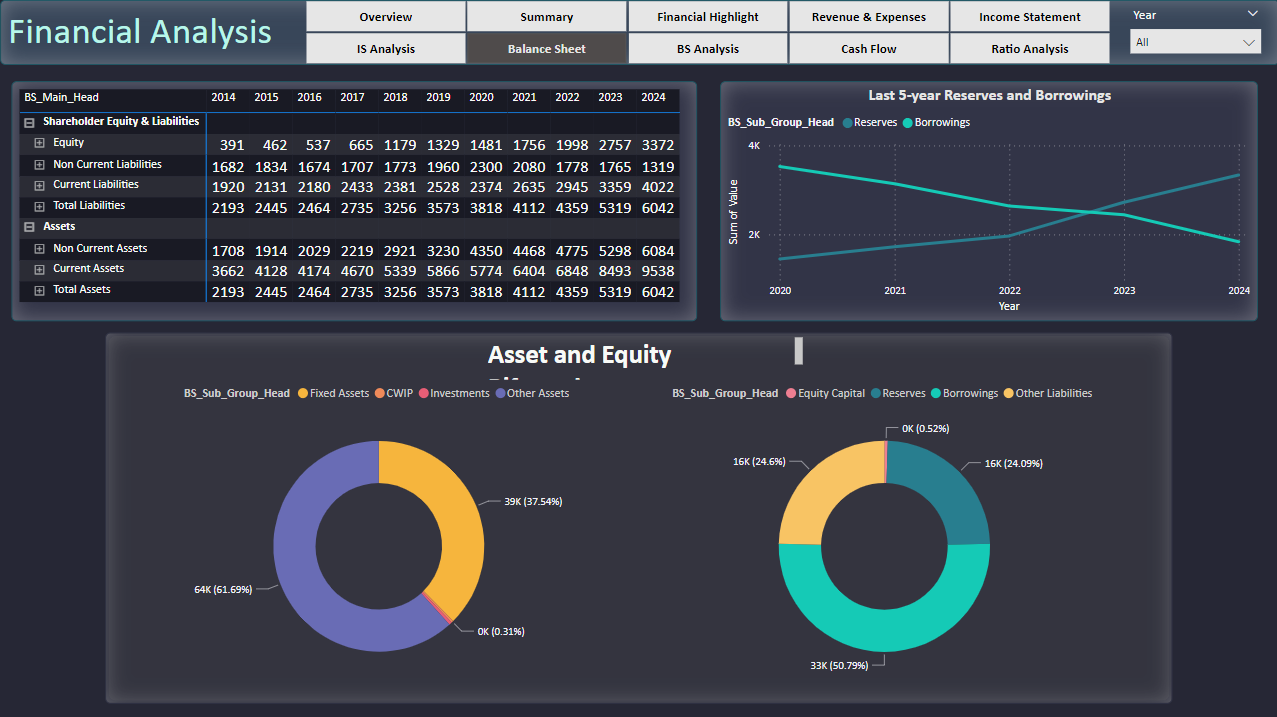 Financial Analysis
Overview
Summary
Financial Highlight
Revenue & Expenses
Income Statement
IS Analysis
Balance Sheet
BS Analysis
Cash Flow
Ratio Analysis
Year
All
BS_Main_Head 2014 2015 2016 2017 2018 2019 2020 2021 2022 2023 2024
Shareholder Equity & Liabilities
Equity 391 462 537 665 1179 1329 1481 1756 1998 2757 3372
Non Current Liabilities 1682 1834 1674 1707 1773 1960 2300 2080 1778 1765 1319
Current Liabilities 1920 2131 2180 2433 2381 2528 2374 2635 2945 3359 4022
Total Liabilities 2193 2445 2464 2735 3256 3573 3818 4112 4359 5319 6042
Assets
Non Current Assets 1708 1914 2029 2219 2921 3230 4350 4468 4775 5298 6084
Current Assets 3662 4128 4174 4670 5339 5866 5774 6404 6848 8493 9538
Total Assets 2193 2445 2464 2735 3256 3573 3818 4112 4359 5319 6042
Last 5-year Reserves and Borrowings
BS_Sub_Group_Head Reserves Borrowings
4K
2K
Sum of Value
2020 2021 2022 2023 2024
Year
Asset and Equity
BS_Sub_Group_Head Fixed Assets CWIP Investments Other Assets
39K (37.54%)
64K (61.69%)
0K (0.31%)
BS_Sub_Group_Head Equity Capital Reserves Borrowings Other Liabilities
0K (0.52%)
16K (24.6%)
16K (24.09%)
33K (50.79%)